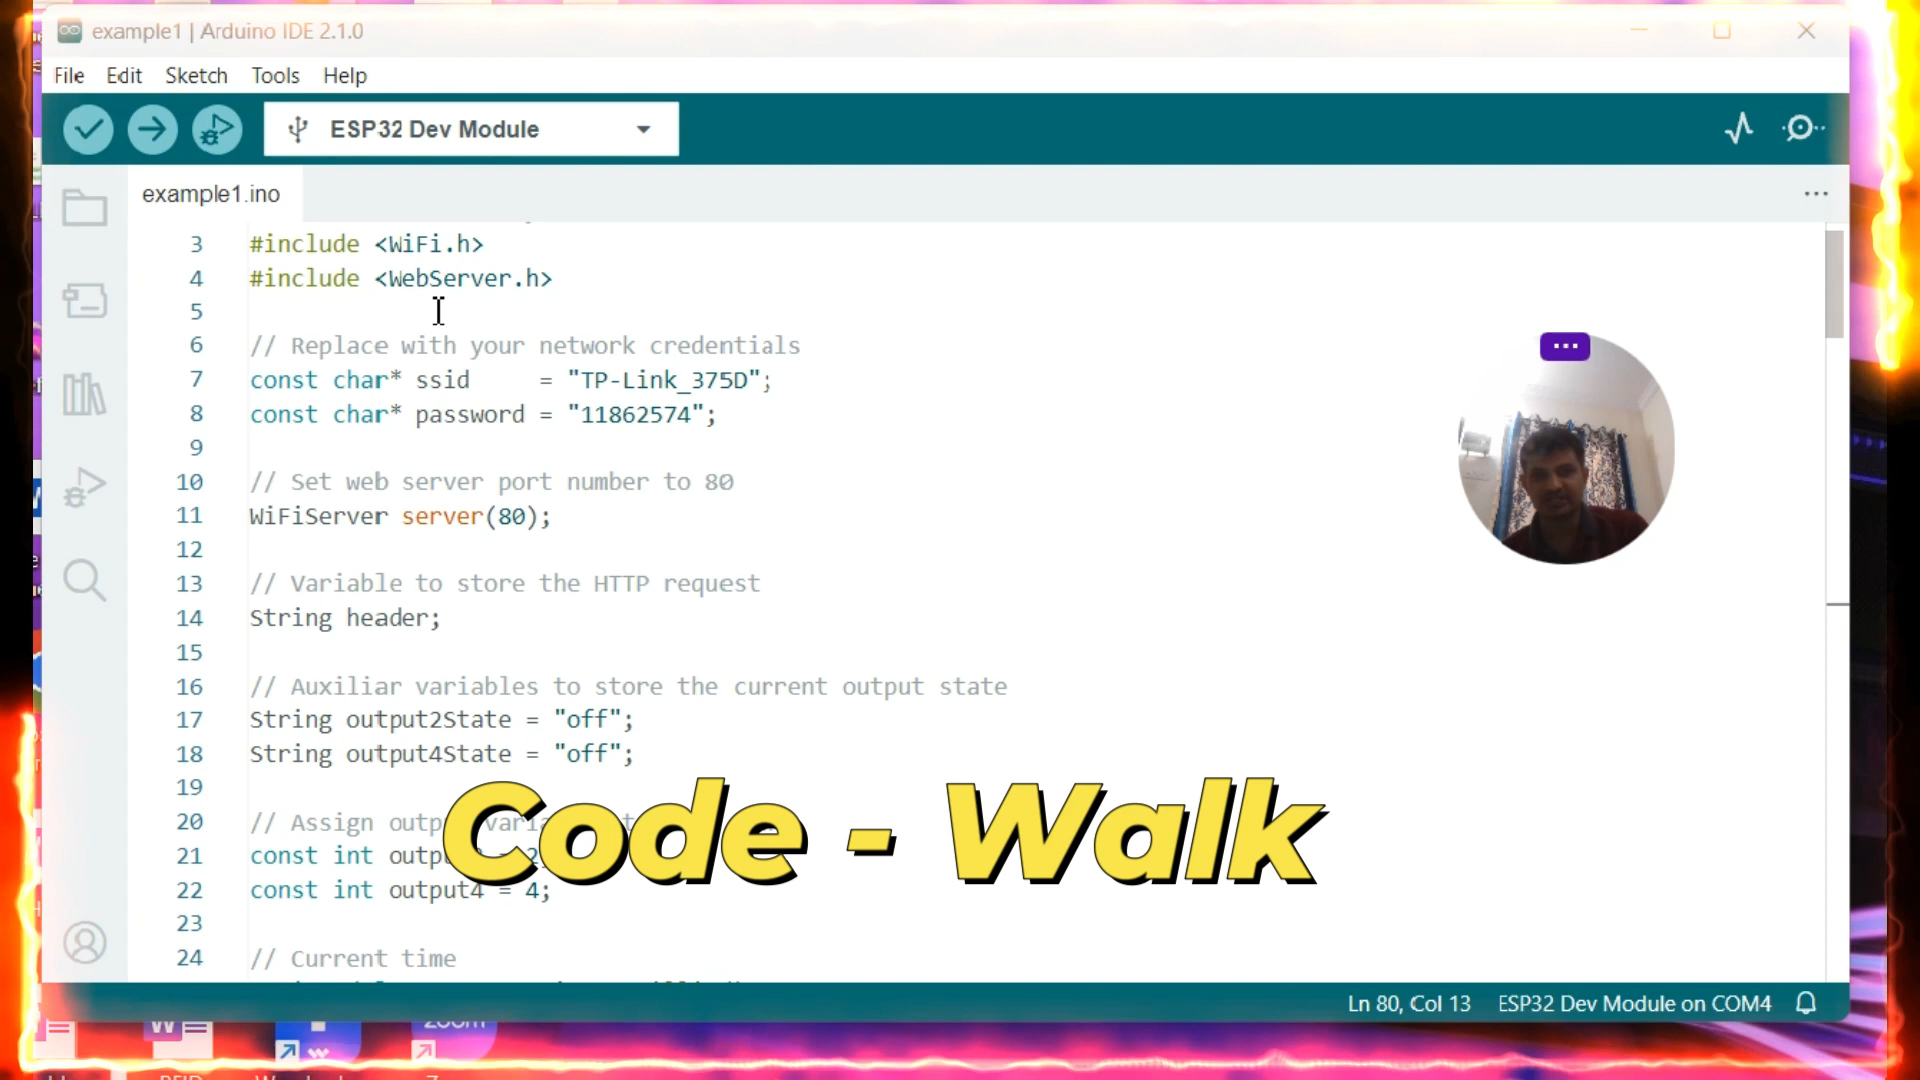 example1 | Arduino IDE 2.1.0
File Edit Sketch Tools Help
ESP32 Dev Module
example1.ino
3 #include <WiFi.h>
4 #include <WebServer.h>
5
6 // Replace with your network credentials
7 const char* ssid     = "TP-Link_375D";
8 const char* password = "11862574";
9
10 // Set web server port number to 80
11 WiFiServer server(80);
12
13 // Variable to store the HTTP request
14 String header;
15
16 // Auxiliar variables to store the current output state
17 String output2State = "off";
18 String output4State = "off";
19
20 // Assign outp
21 const int outp
22 const int output4 = 4;
23
24 // Current time
Code - Walk
Ln 80, Col 13 ESP32 Dev Module on COM4
zoom